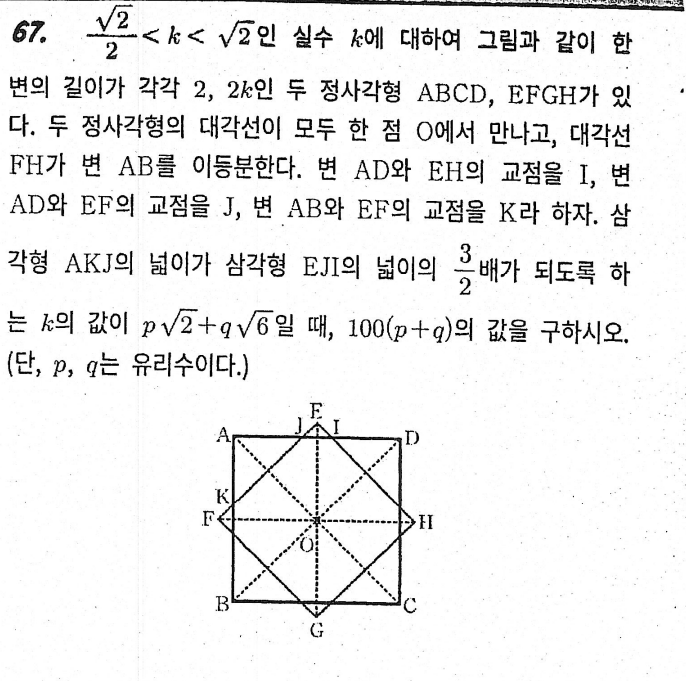 67. $\frac{\sqrt{2}}{2} < k < \sqrt{2}$인 실수 $k$에 대하여 그림과 같이 한
변의 길이가 각각 2, 2$k$인 두 정사각형 ABCD, EFGH가 있
다. 두 정사각형의 대각선이 모두 한 점 O에서 만나고, 대각선
FH가 변 AB를 이등분한다. 변 AD와 EH의 교점을 I, 변
AD와 EF의 교점을 J, 변 AB와 EF의 교점을 K라 하자. 삼
각형 AKJ의 넓이가 삼각형 EJI의 넓이의 $\frac{3}{2}$배가 되도록 하
는 $k$의 값이 $p\sqrt{2}+q\sqrt{6}$일 때, $100(p+q)$의 값을 구하시오.
(단, $p$, $q$는 유리수이다.)
E
J I
A D
K
F H
O
B C
G